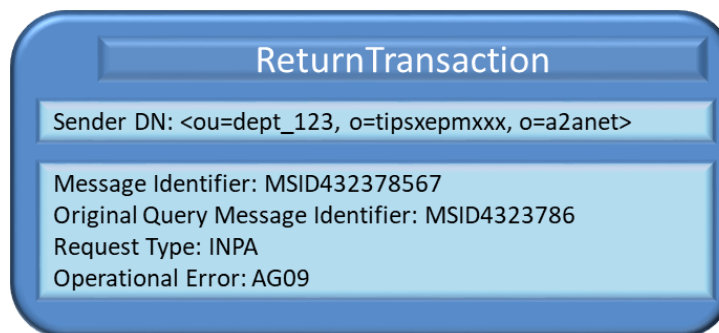 ReturnTransaction
Sender DN: <ou=dept_123, o=tipsxepmxxx, o=a2anet>
Message Identifier: MSID432378567
Original Query Message Identifier: MSID4323786
Request Type: INPA
Operational Error: AG09